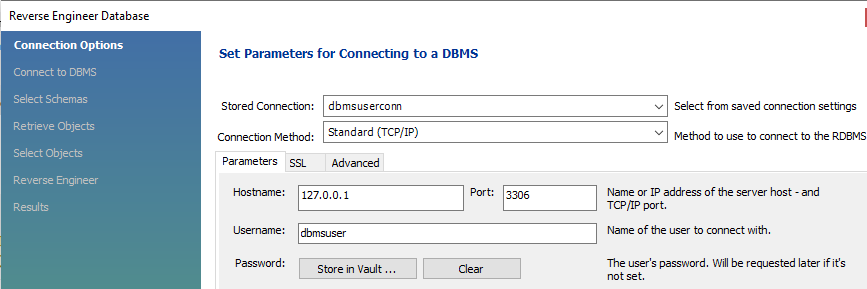 Reverse Engineer Database
Connection Options
Connect to DBMS
Select Schemas
Retrieve Objects
Select Objects
Reverse Engineer
Results
Set Parameters for Connecting to a DBMS
Stored Connection: dbmsuserconn Select from saved connection settings
Connection Method: Standard (TCP/IP) Method to use to connect to the RDBMS
Parameters SSL Advanced
Hostname: 127.0.0.1 Port: 3306 Name or IP address of the server host - and
TCP/IP port.
Username: dbmsuser Name of the user to connect with.
Password: Store in Vault ... Clear The user's password. Will be requested later if it's
not set.